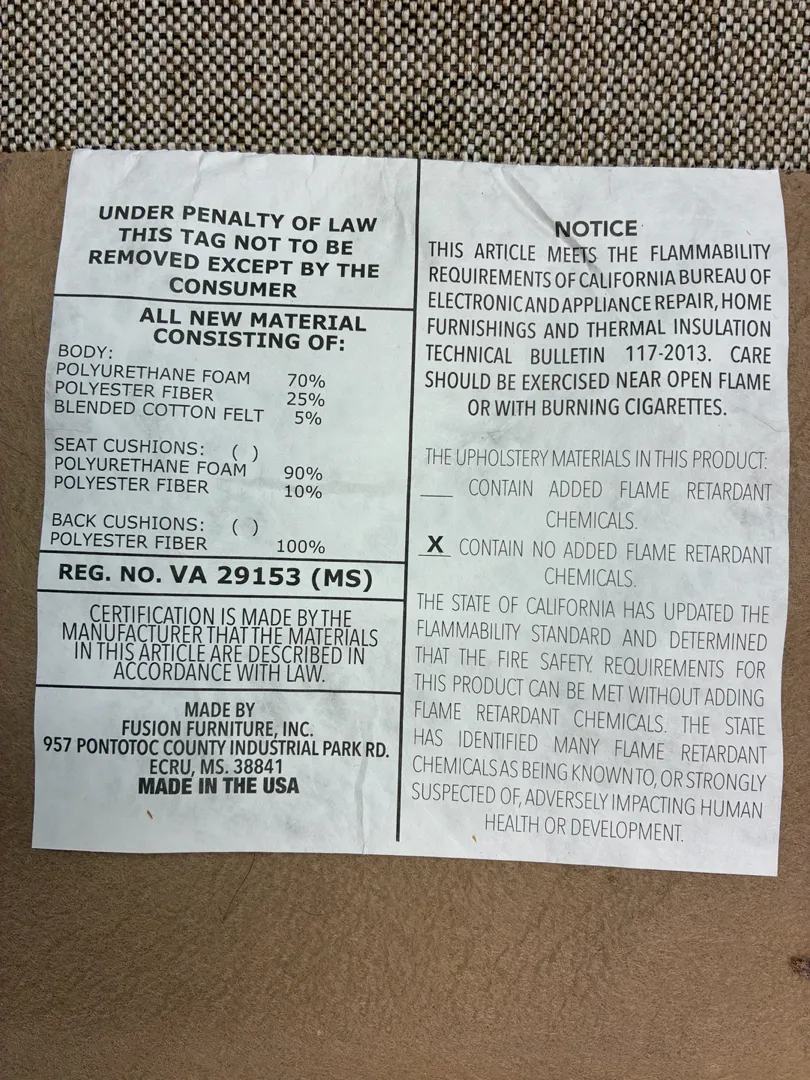 UNDER PENALTY OF LAW
THIS TAG NOT TO BE
REMOVED EXCEPT BY THE
CONSUMER
ALL NEW MATERIAL
CONSISTING OF:
BODY:
POLYURETHANE FOAM 70%
POLYESTER FIBER 25%
BLENDED COTTON FELT 5%
SEAT CUSHIONS: ( )
POLYURETHANE FOAM 90%
POLYESTER FIBER 10%
BACK CUSHIONS: ( )
POLYESTER FIBER 100%
REG. NO. VA 29153 (MS)
CERTIFICATION IS MADE BY THE
MANUFACTURER THAT THE MATERIALS
IN THIS ARTICLE ARE DESCRIBED IN
ACCORDANCE WITH LAW.
MADE BY
FUSION FURNITURE, INC.
957 PONTOTOC COUNTY INDUSTRIAL PARK RD.
ECRU, MS. 38841
MADE IN THE USA
NOTICE
THIS ARTICLE MEETS THE FLAMMABILITY
REQUIREMENTS OF CALIFORNIA BUREAU OF
ELECTRONIC AND APPLIANCE REPAIR, HOME
FURNISHINGS AND THERMAL INSULATION
TECHNICAL BULLETIN 117-2013. CARE
SHOULD BE EXERCISED NEAR OPEN FLAME
OR WITH BURNING CIGARETTES.
THE UPHOLSTERY MATERIALS IN THIS PRODUCT:
___ CONTAIN ADDED FLAME RETARDANT
CHEMICALS.
X CONTAIN NO ADDED FLAME RETARDANT
CHEMICALS.
THE STATE OF CALIFORNIA HAS UPDATED THE
FLAMMABILITY STANDARD AND DETERMINED
THAT THE FIRE SAFETY REQUIREMENTS FOR
THIS PRODUCT CAN BE MET WITHOUT ADDING
FLAME RETARDANT CHEMICALS. THE STATE
HAS IDENTIFIED MANY FLAME RETARDANT
CHEMICALS AS BEING KNOWN TO, OR STRONGLY
SUSPECTED OF, ADVERSELY IMPACTING HUMAN
HEALTH OR DEVELOPMENT.